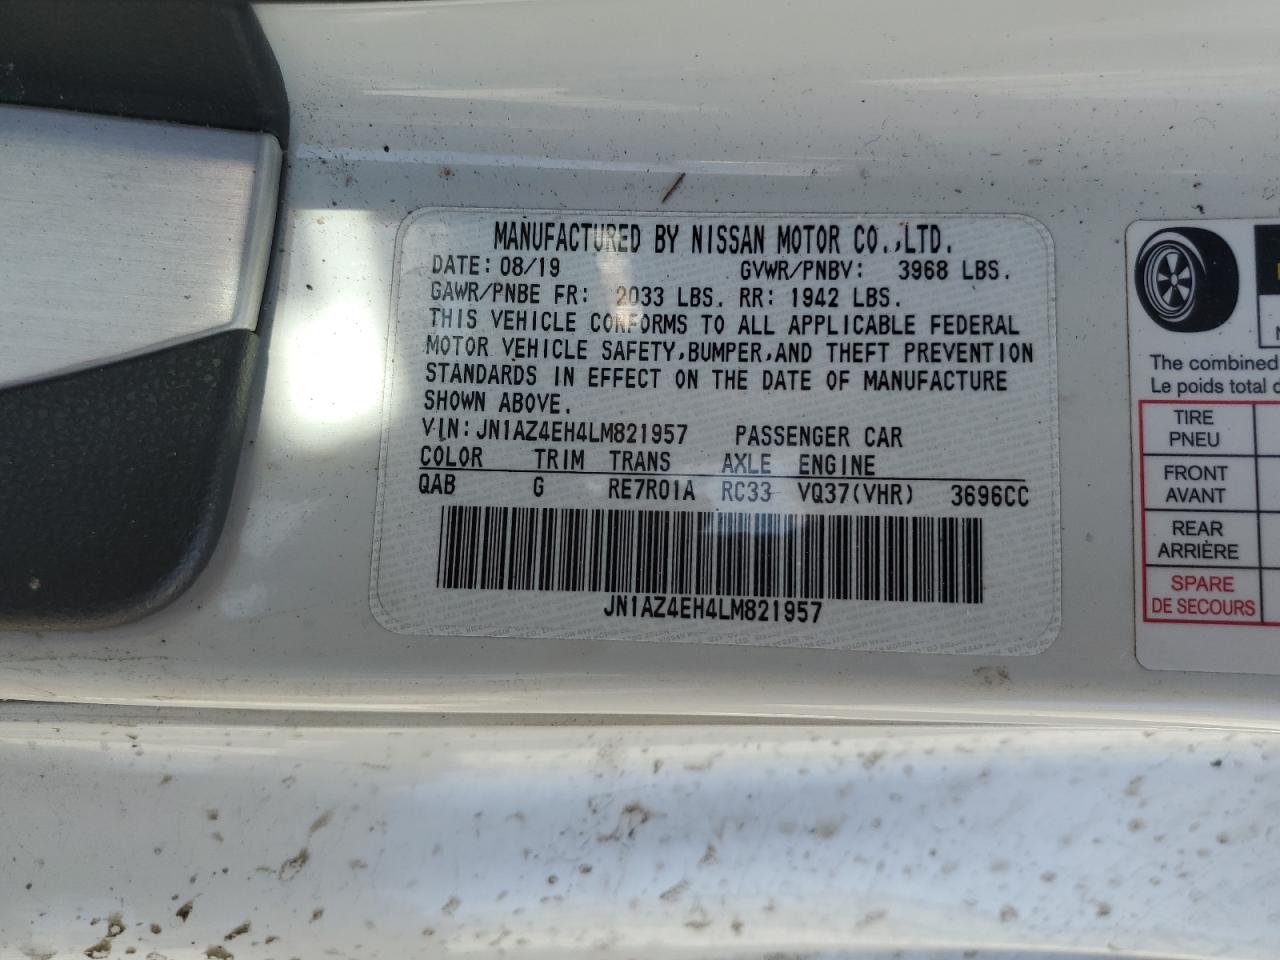 MANUFACTURED BY NISSAN MOTOR CO.,LTD.
DATE: 08/19 GVWR/PNBV: 3968 LBS.
GAWR/PNBE FR: 2033 LBS. RR: 1942 LBS.
THIS VEHICLE CONFORMS TO ALL APPLICABLE FEDERAL
MOTOR VEHICLE SAFETY,BUMPER,AND THEFT PREVENTION
STANDARDS IN EFFECT ON THE DATE OF MANUFACTURE
SHOWN ABOVE.
VIN: JN1AZ4EH4LM821957 PASSENGER CAR
COLOR TRIM TRANS AXLE ENGINE
QAB G RE7R01A RC33 VQ37(VHR) 3696CC
JN1AZ4EH4LM821957
The combined
Le poids total
TIRE
PNEU
FRONT
AVANT
REAR
ARRIÈRE
SPARE
DE SECOURS